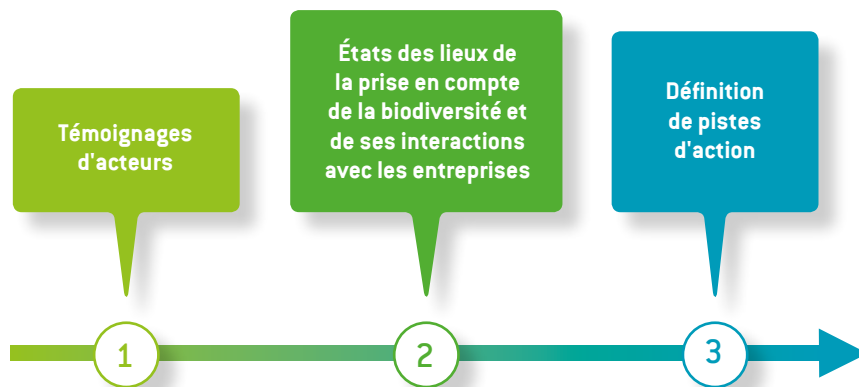 Témoignages
d'acteurs
États des lieux de
la prise en compte
de la biodiversité et
de ses interactions
avec les entreprises
Définition
de pistes
d'action
1
2
3